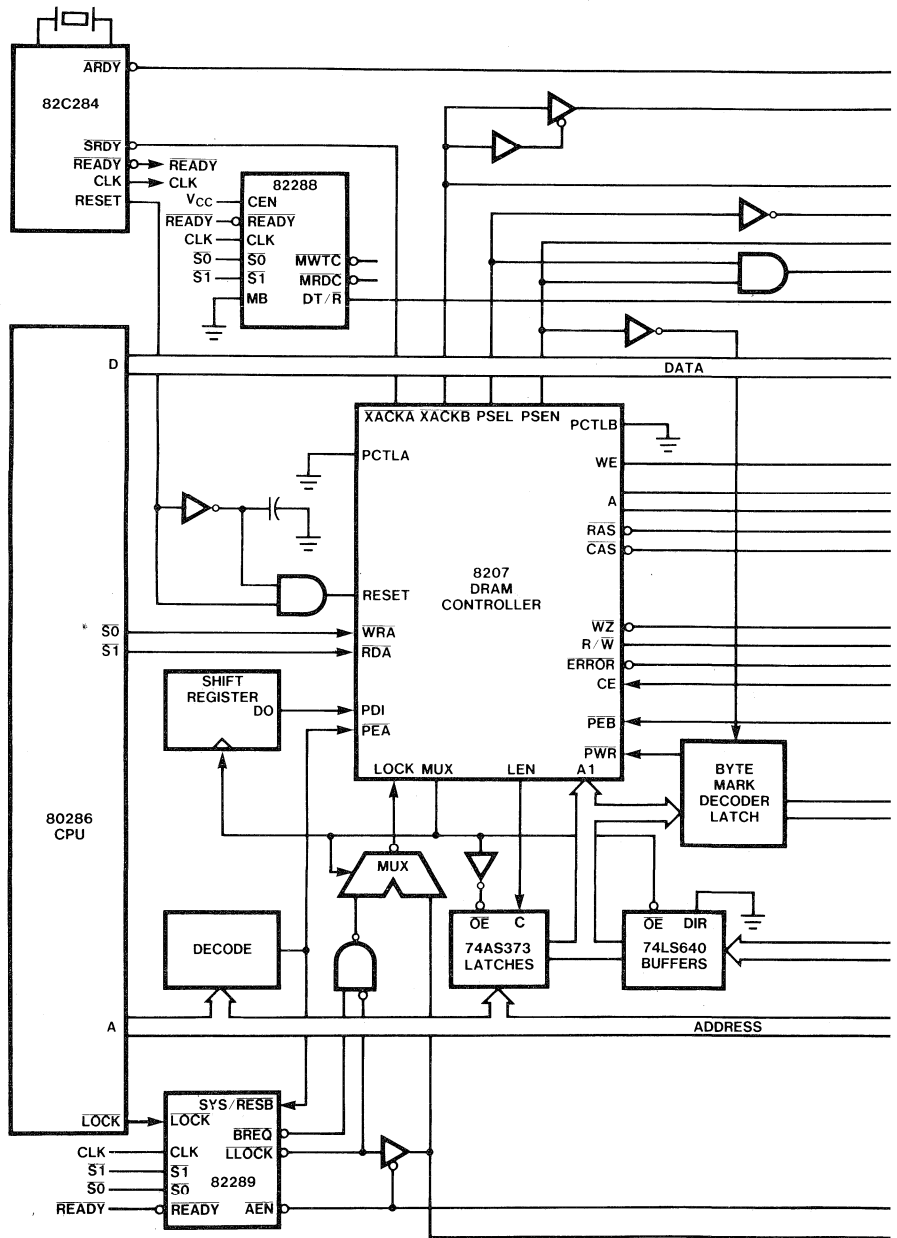 ARDY
82C284
SRDY
READY READY
CLK CLK
RESET
82288
VCC CEN
READY READY
CLK CLK
S0 S0 MWTC
S1 S1 MRDC
MB DT/R
D
DATA
XACKA XACKB PSEL PSEN
PCTLB
PCTLA
WE
A
RAS
CAS
8207
DRAM
CONTROLLER
RESET
S0 WRA WZ
S1 RDA R/W
ERROR
SHIFT
REGISTER
DO PDI
CE
PEA
PEB
PWR
LOCK MUX LEN A1
BYTE
MARK
DECODER
LATCH
80286
CPU
MUX
OE C
74AS373
LATCHES
OE DIR
74LS640
BUFFERS
DECODE
A
ADDRESS
SYS/RESB
LOCK LOCK
BREQ
CLK CLK LLOCK
S1 S1
S0 S0 82289
READY READY AEN